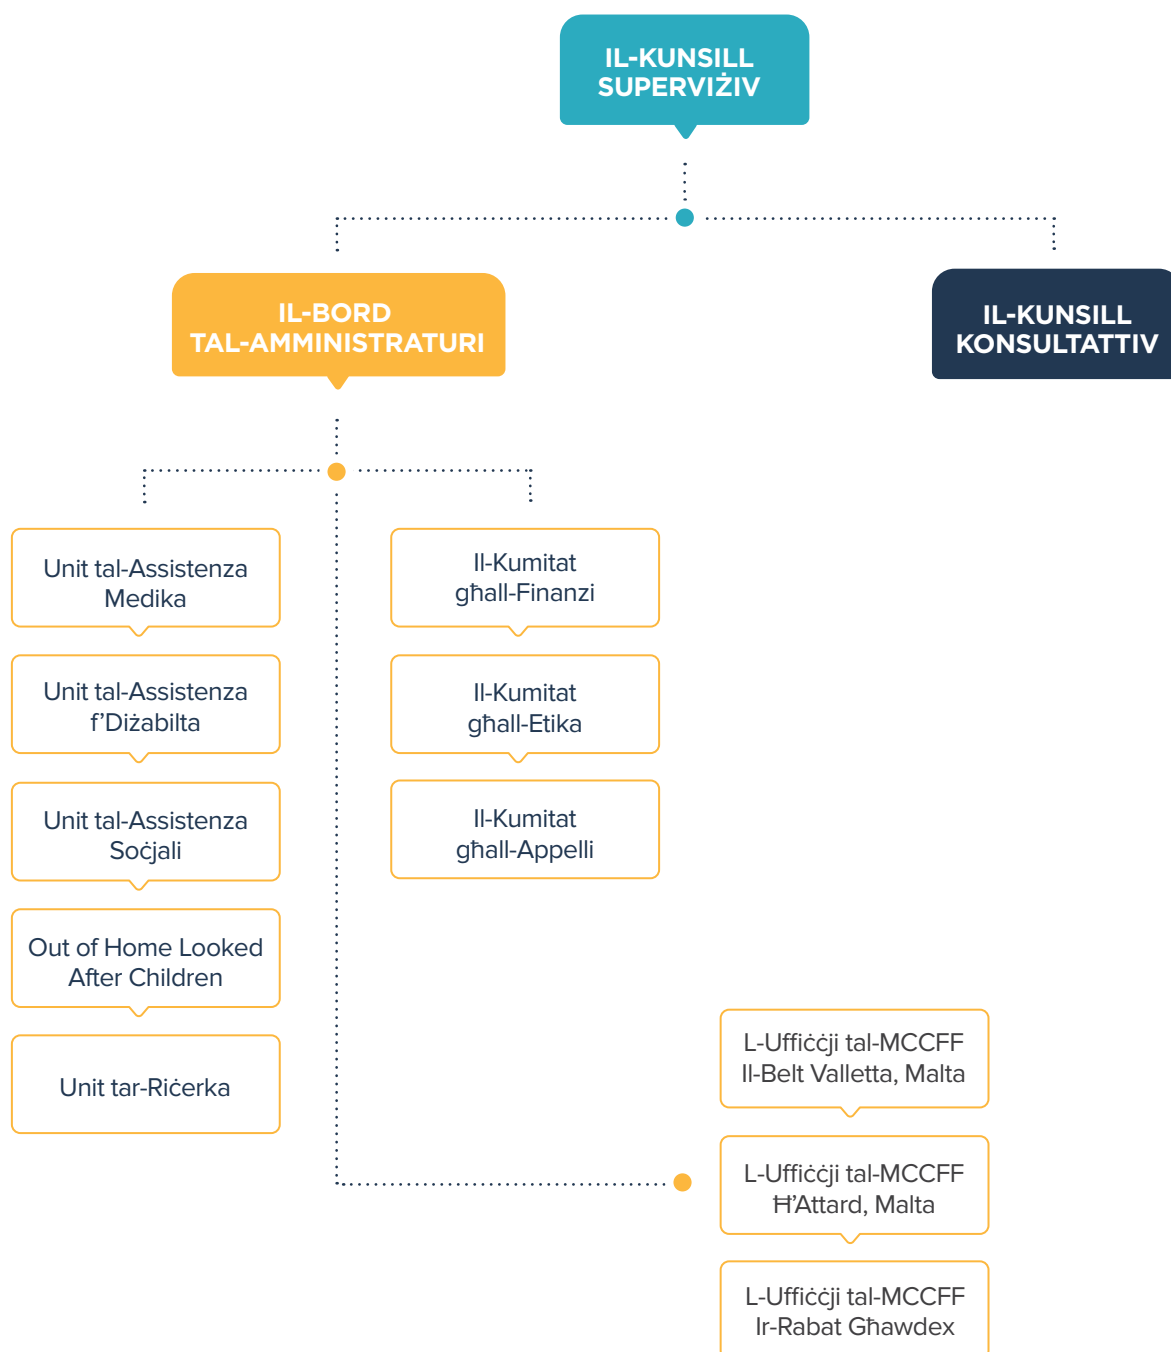 IL-KUNSILL
SUPERVIŻIV
IL-BORD
TAL-AMMINISTRATURI
IL-KUNSILL
KONSULTATTIV
Unit tal-Assistenza
Medika
Unit tal-Assistenza
f’Diżabilta
Unit tal-Assistenza
Soċjali
Out of Home Looked
After Children
Unit tar-Riċerka
Il-Kumitat
għall-Finanzi
Il-Kumitat
għall-Etika
Il-Kumitat
għall-Appelli
L-Uffiċċji tal-MCCFF
Il-Belt Valletta, Malta
L-Uffiċċji tal-MCCFF
Ħ’Attard, Malta
L-Uffiċċji tal-MCCFF
Ir-Rabat Għawdex